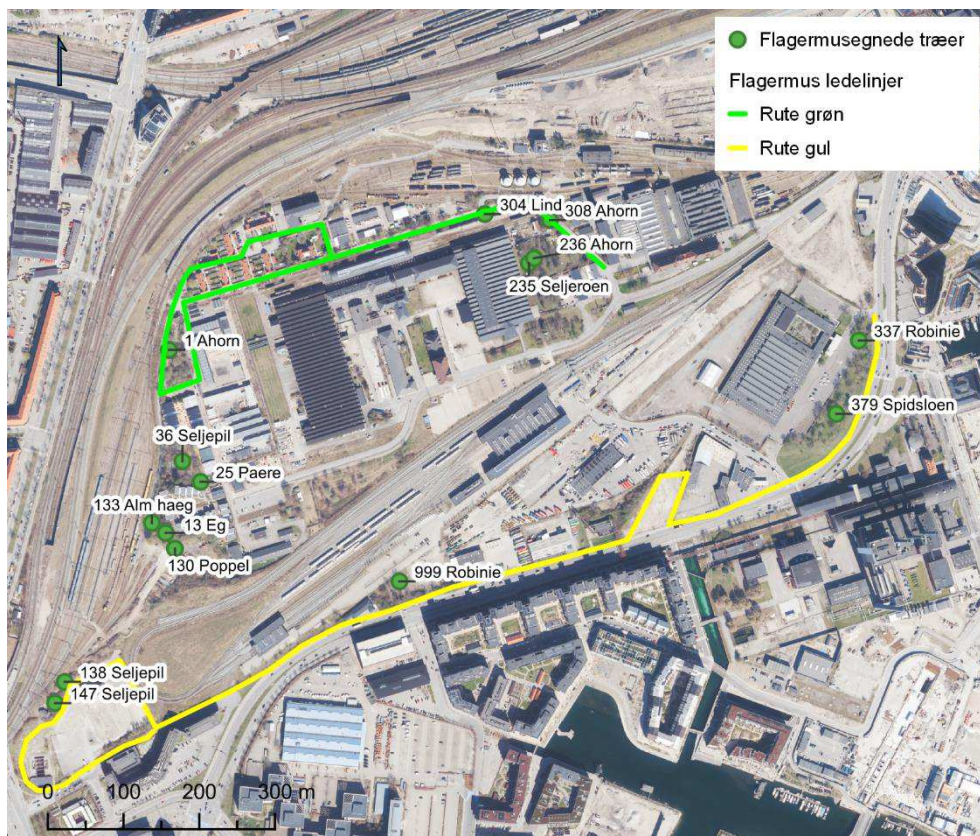 Flagermusegnede træer
Flagermus ledelinjer
Rute grøn
Rute gul
304 Lind
308 Ahorn
236 Ahorn
235 Seljeroen
1 Ahorn
337 Robinie
379 Spidsloen
36 Seljepil
25 Paere
133 Alm haeg
13 Eg
130 Poppel
999 Robinie
138 Seljepil
147 Seljepil
0 100 200 300 m